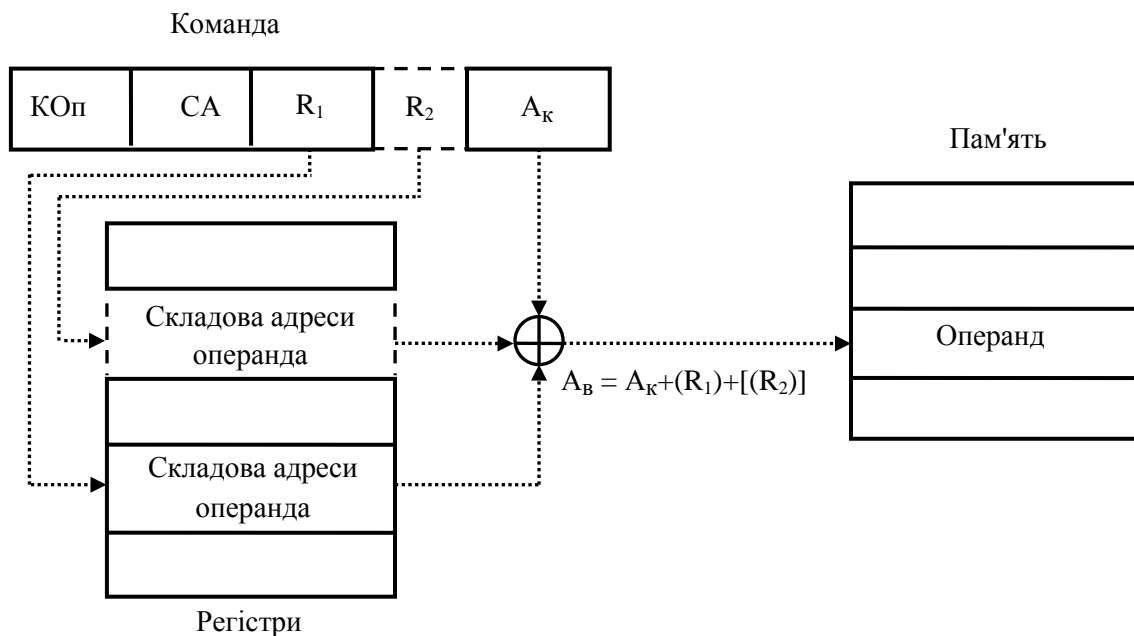 Команда
КОп СА R₁ R₂ Aк
Пам'ять
Складова адреси
операнда
Операнд
Aв = Aк+(R₁)+[(R₂)]
Складова адреси
операнда
Регістри